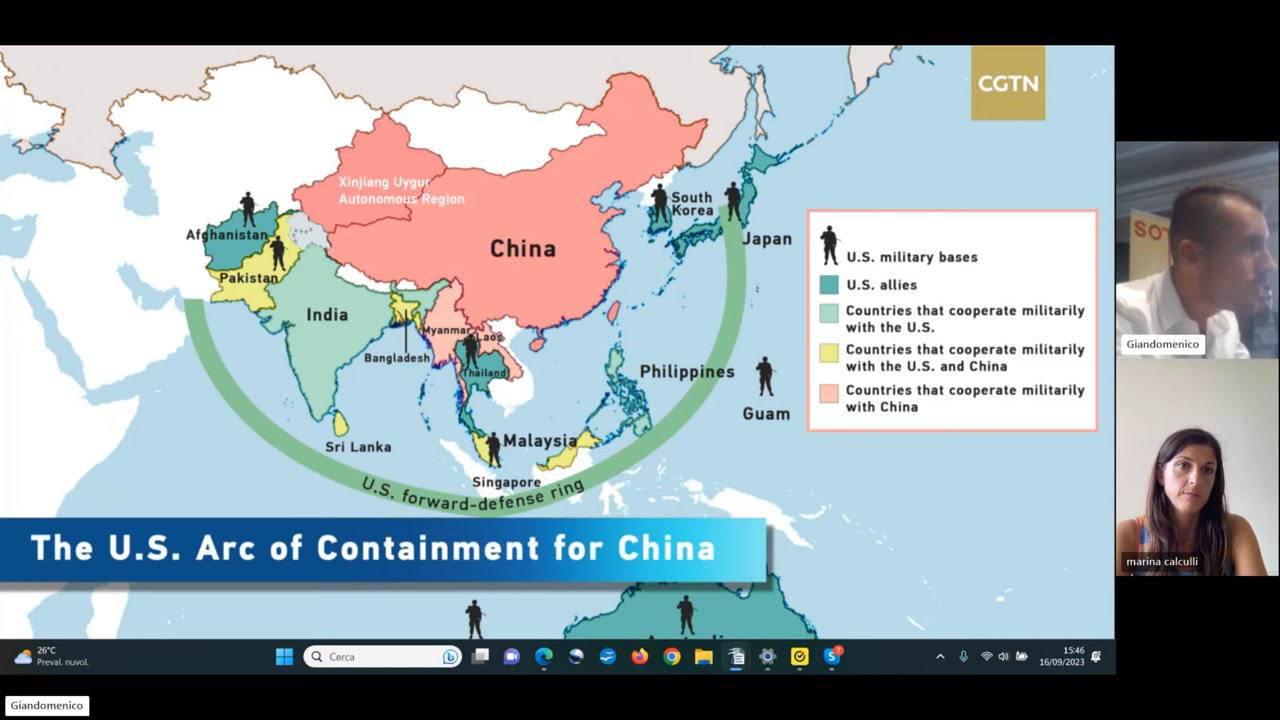 CGTN
Xinjiang Uygur
Autonomous Region
South
Korea
Japan
China
Afghanistan
Pakistan
India
Myanmar
Laos
Bangladesh
Thailand
Philippines
Guam
Sri Lanka
Malaysia
Singapore
U.S. forward-defense ring
U.S. military bases
U.S. allies
Countries that cooperate militarily
with the U.S.
Countries that cooperate militarily
with the U.S. and China
Countries that cooperate militarily
with China
The U.S. Arc of Containment for China
SOT
Giandomenico
marina calculli
26°C
Preval. nuvol.
Cerca
7
15:46
16/09/2023
Giandomenico